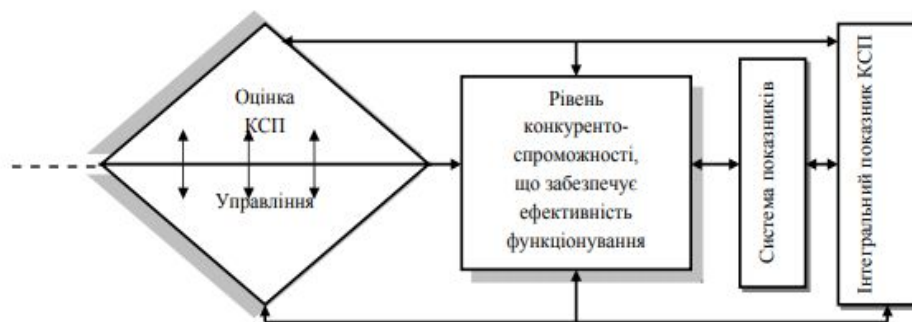 Оцінка
КСП
Управління
Рівень
конкуренто-
спроможності,
що забезпечує
ефективність
функціонування
Система показників
Інтегральний показник КСП